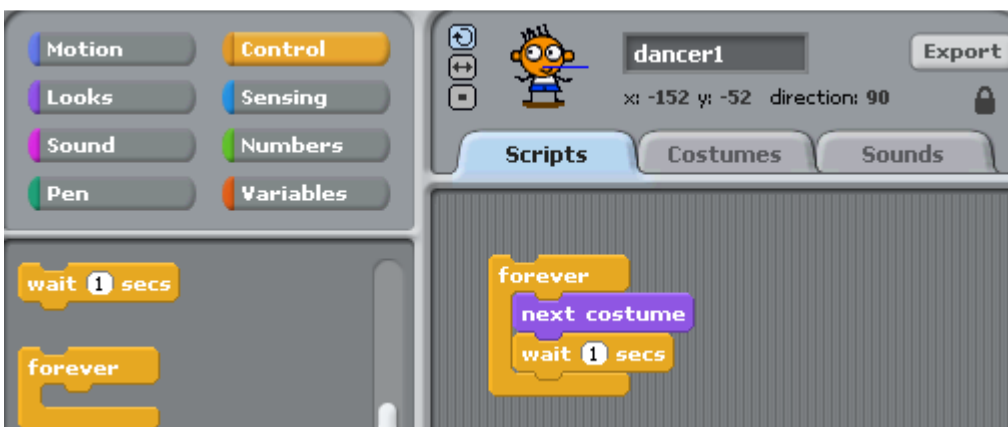 Motion
Control
Looks
Sensing
Sound
Numbers
Pen
Variables
wait 1 secs
forever
dancer1
Export
x: -152 y: -52 direction: 90
Scripts
Costumes
Sounds
forever
next costume
wait 1 secs